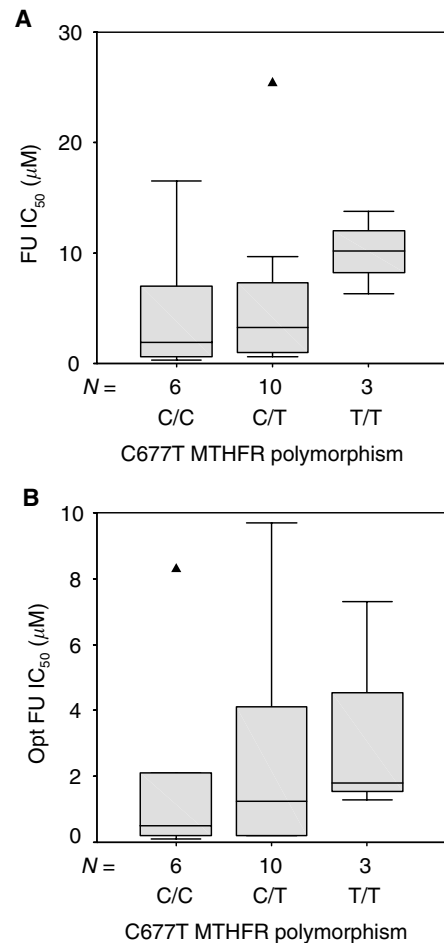 A
30
20
10
0
FU IC50 (μM)
N = 6 10 3
C/C C/T T/T
C677T MTHFR polymorphism
B
10
8
6
4
2
0
Opt FU IC50 (μM)
N = 6 10 3
C/C C/T T/T
C677T MTHFR polymorphism